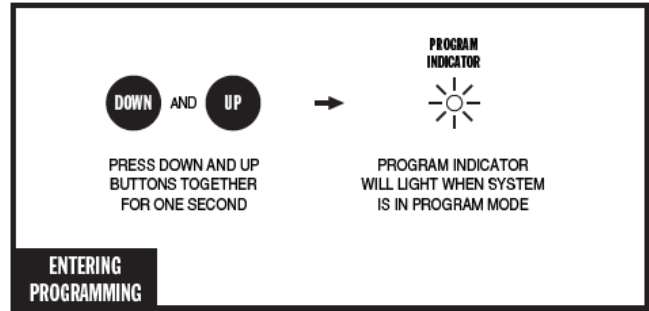 PROGRAM
INDICATOR
DOWN AND UP
PRESS DOWN AND UP
BUTTONS TOGETHER
FOR ONE SECOND
PROGRAM INDICATOR
WILL LIGHT WHEN SYSTEM
IS IN PROGRAM MODE
ENTERING
PROGRAMMING